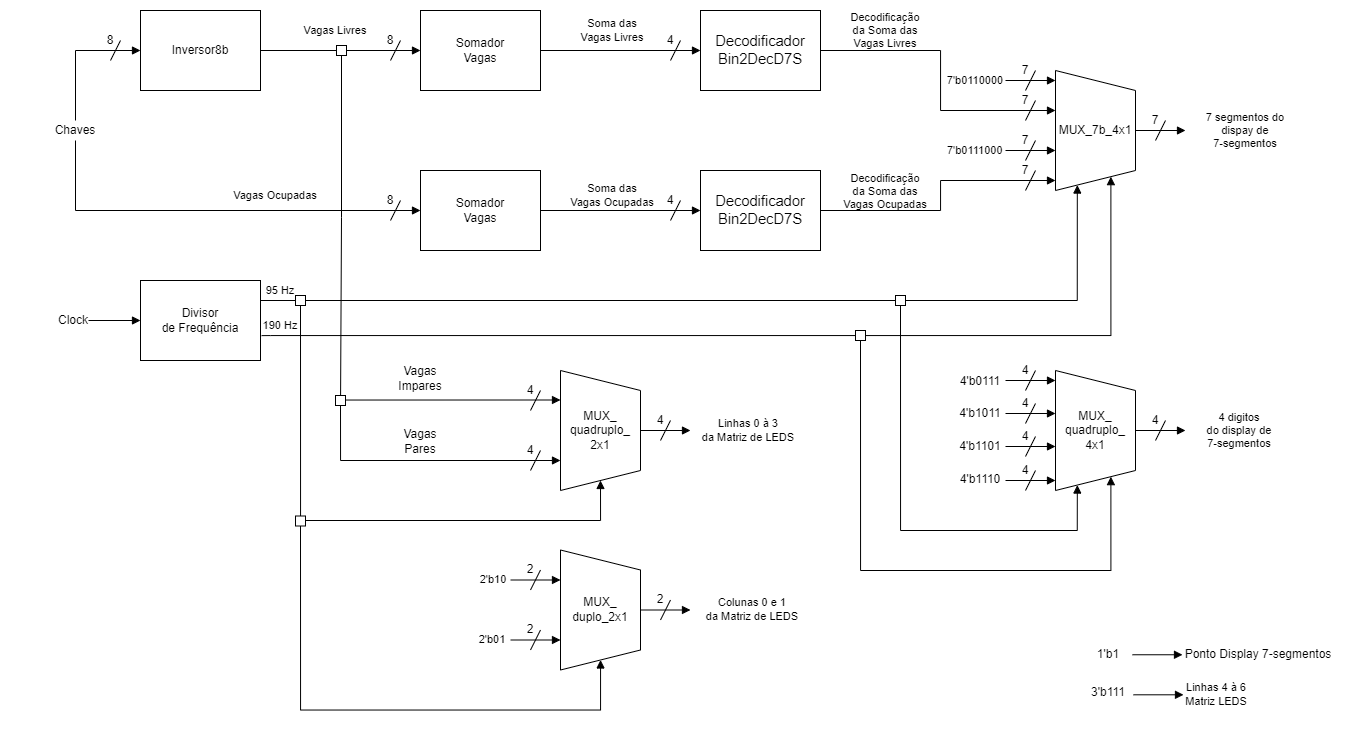 8
Inversor8b
Vagas Livres
8
Somador
Vagas
Soma das
Vagas Livres
4
Decodificador
Bin2DecD7S
Decodificação
da Soma das
Vagas Livres
7'b0110000
7
7
7'b0111000
7
7
MUX_7b_4x1
7
7 segmentos do
dispay de
7-segmentos
Chaves
Vagas Ocupadas
8
Somador
Vagas
Soma das
Vagas Ocupadas
4
Decodificador
Bin2DecD7S
Decodificação
da Soma das
Vagas Ocupadas
Clock
Divisor
de Frequência
95 Hz
190 Hz
Vagas
Impares
4
Vagas
Pares
4
MUX_
quadruplo_
2x1
4
Linhas 0 à 3
da Matriz de LEDS
4'b0111
4
4'b1011
4
4'b1101
4
4'b1110
4
MUX_
quadruplo_
4x1
4
4 digitos
do display de
7-segmentos
2'b10
2
2'b01
2
MUX_
duplo_2x1
2
Colunas 0 e 1
da Matriz de LEDS
1'b1
Ponto Display 7-segmentos
3'b111
Linhas 4 à 6
Matriz LEDS